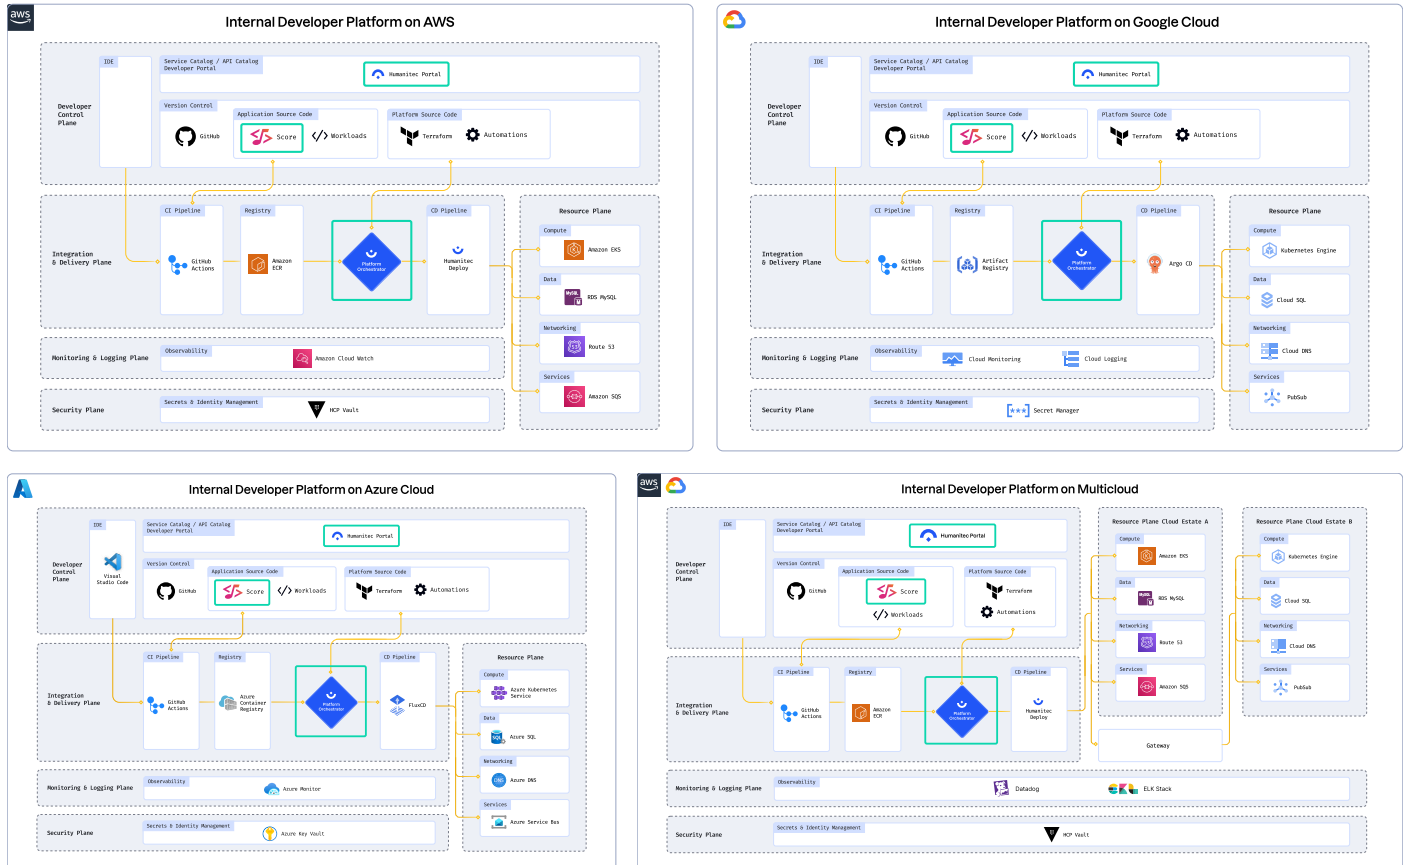 aws
Internal Developer Platform on AWS
IDE
Service Catalog / API Catalog
Developer Portal
Humanitec Portal
Developer
Control
Plane
Version Control
GitHub
Application Source Code
Score
Workloads
Platform Source Code
Terraform
Automations
Integration
& Delivery Plane
CI Pipeline
GitHub
Actions
Registry
Amazon
ECR
Platform
Orchestrator
CD Pipeline
Humanitec
Deploy
Resource Plane
Compute
Amazon EKS
Data
MySQL
RDS MySQL
Networking
53
Route 53
Services
Amazon SQS
Monitoring & Logging Plane
Observability
Amazon Cloud Watch
Security Plane
Secrets & Identity Management
HCP Vault
Internal Developer Platform on Google Cloud
IDE
Service Catalog / API Catalog
Developer Portal
Humanitec Portal
Developer
Control
Plane
Version Control
GitHub
Application Source Code
Score
Workloads
Platform Source Code
Terraform
Automations
Integration
& Delivery Plane
CI Pipeline
GitHub
Actions
Registry
Artifact
Registry
Platform
Orchestrator
CD Pipeline
Argo CD
Resource Plane
Compute
Kubernetes Engine
Data
Cloud SQL
Networking
Cloud DNS
Services
PubSub
Monitoring & Logging Plane
Observability
Cloud Monitoring
Cloud Logging
Security Plane
Secrets & Identity Management
Secret Manager
Internal Developer Platform on Azure Cloud
IDE
Visual
Studio Code
Service Catalog / API Catalog
Developer Portal
Humanitec Portal
Developer
Control
Plane
Version Control
GitHub
Application Source Code
Score
Workloads
Platform Source Code
Terraform
Automations
Integration
& Delivery Plane
CI Pipeline
GitHub
Actions
Registry
Azure
Container
Registry
Platform
Orchestrator
CD Pipeline
FluxCD
Resource Plane
Compute
Azure Kubernetes
Service
Data
SQL
Azure SQL
Networking
DNS
Azure DNS
Services
Azure Service Bus
Monitoring & Logging Plane
Observability
Azure Monitor
Security Plane
Secrets & Identity Management
Azure Key Vault
aws
Internal Developer Platform on Multicloud
IDE
Service Catalog / API Catalog
Developer Portal
Humanitec Portal
Developer
Control
Plane
Version Control
GitHub
Application Source Code
Score
Workloads
Platform Source Code
Terraform
Automations
Integration
& Delivery Plane
CI Pipeline
GitHub
Actions
Registry
Amazon
ECR
Platform
Orchestrator
CD Pipeline
Humanitec
Deploy
Resource Plane Cloud Estate A
Compute
Amazon EKS
Data
MySQL
RDS MySQL
Networking
53
Route 53
Services
Amazon SQS
Resource Plane Cloud Estate B
Compute
Kubernetes Engine
Data
Cloud SQL
Networking
Cloud DNS
Services
PubSub
Gateway
Monitoring & Logging Plane
Observability
Datadog
ELK Stack
Security Plane
Secrets & Identity Management
HCP Vault